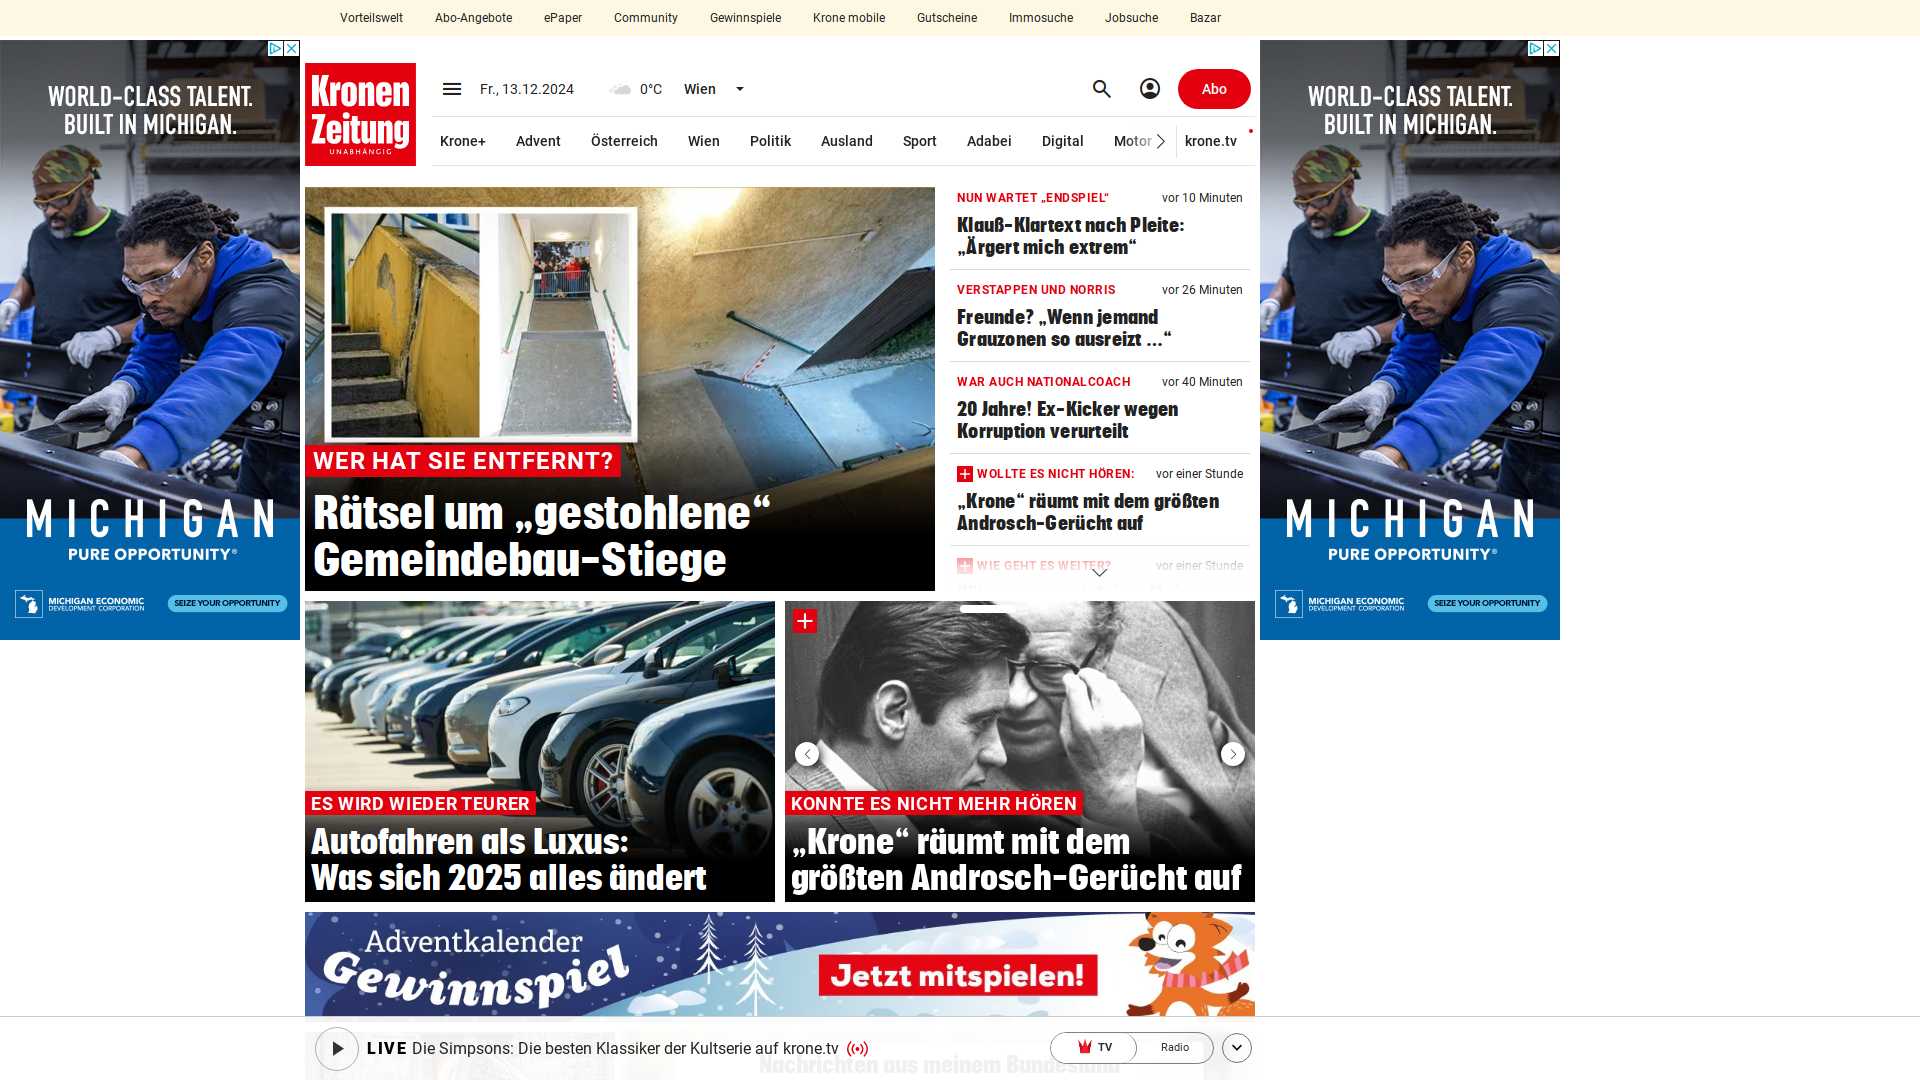 Vorteilswelt Abo-Angebote ePaper Community Gewinnspiele Krone mobile Gutscheine Immosuche Jobsuche Bazar
WORLD-CLASS TALENT.
BUILT IN MICHIGAN.
MICHIGAN
PURE OPPORTUNITY®
MICHIGAN ECONOMIC
DEVELOPMENT CORPORATION
SEIZE YOUR OPPORTUNITY
Kronen
Zeitung
UNABHÄNGIG
Fr., 13.12.2024 0°C Wien
Abo
Krone+ Advent Österreich Wien Politik Ausland Sport Adabei Digital Motor krone.tv
WER HAT SIE ENTFERNT?
Rätsel um „gestohlene“
Gemeindebau-Stiege
NUN WARTET „ENDSPIEL“ vor 10 Minuten
Klauß-Klartext nach Pleite:
„Ärgert mich extrem“
VERSTAPPEN UND NORRIS vor 26 Minuten
Freunde? „Wenn jemand
Grauzonen so ausreizt ...“
WAR AUCH NATIONALCOACH vor 40 Minuten
20 Jahre! Ex-Kicker wegen
Korruption verurteilt
WOLLTE ES NICHT HÖREN: vor einer Stunde
„Krone“ räumt mit dem größten
Androsch-Gerücht auf
WIE GEHT ES WEITER? vor einer Stunde
ES WIRD WIEDER TEURER
Autofahren als Luxus:
Was sich 2025 alles ändert
KONNTE ES NICHT MEHR HÖREN
„Krone“ räumt mit dem
größten Androsch-Gerücht auf
WORLD-CLASS TALENT.
BUILT IN MICHIGAN.
MICHIGAN
PURE OPPORTUNITY®
MICHIGAN ECONOMIC
DEVELOPMENT CORPORATION
SEIZE YOUR OPPORTUNITY
Adventkalender
Gewinnspiel
Jetzt mitspielen!
LIVE Die Simpsons: Die besten Klassiker der Kultserie auf krone.tv
TV Radio
Nachrichten aus meinem Bundesland